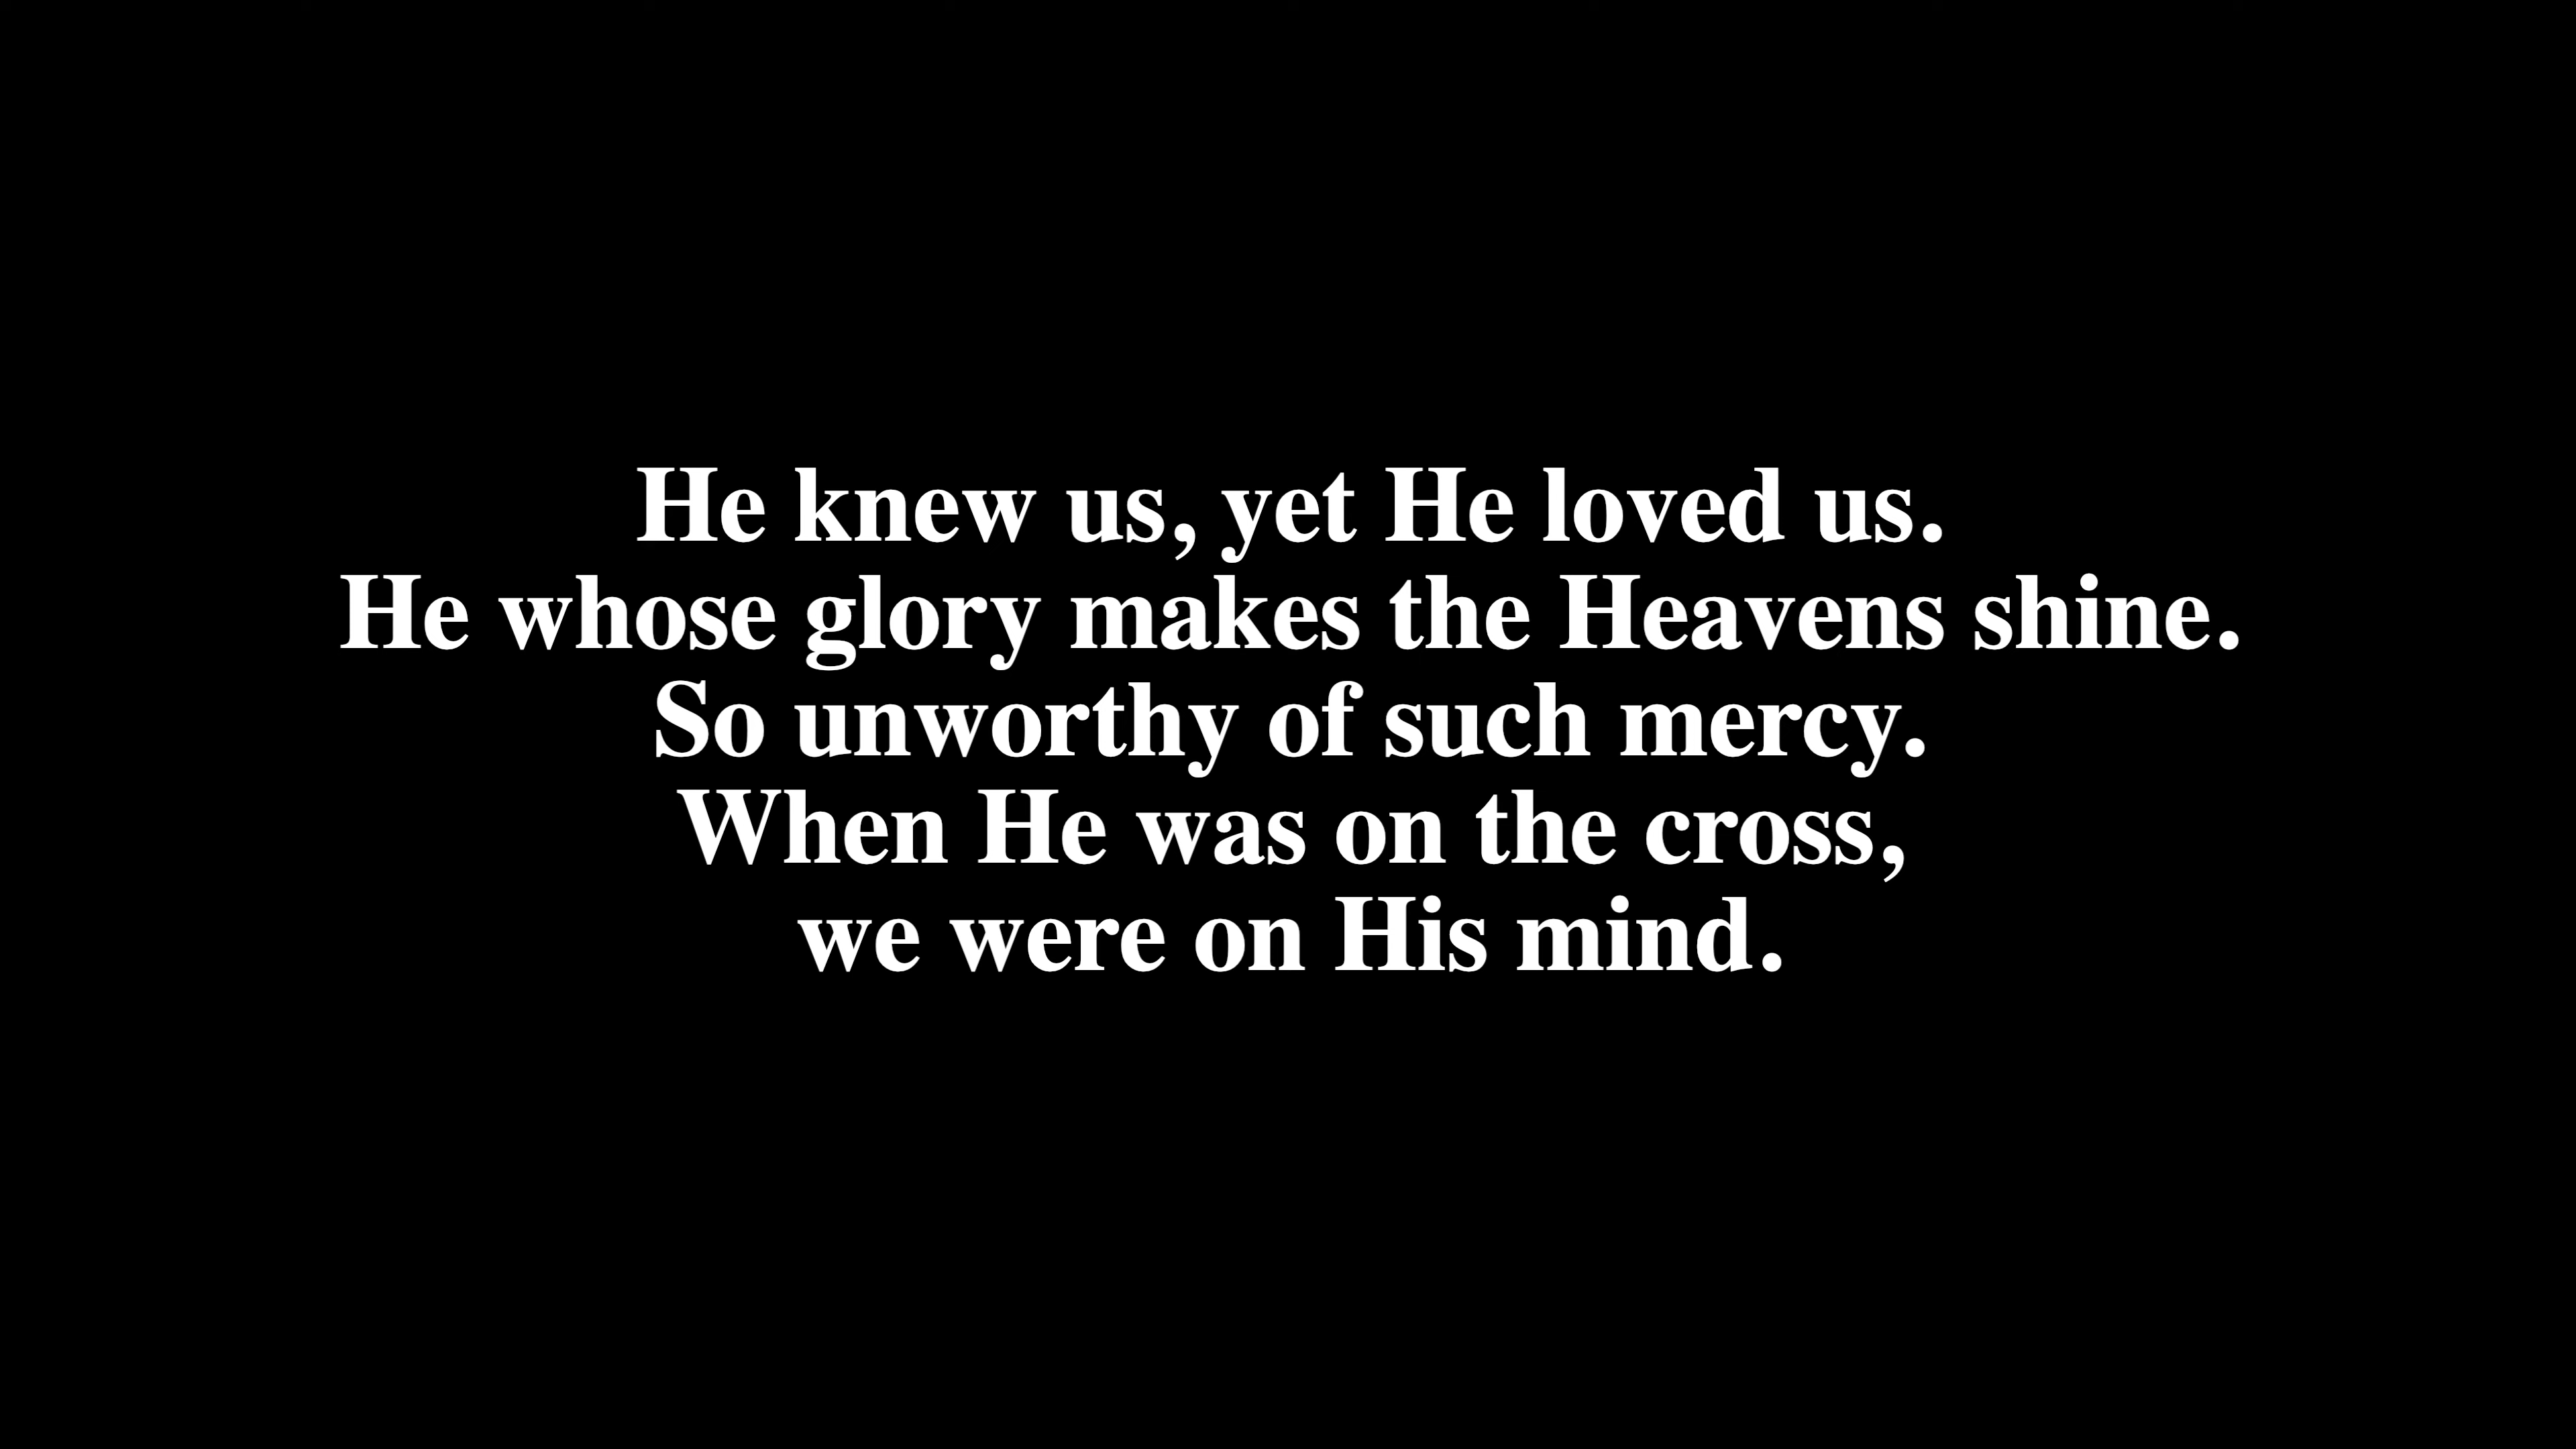 He knew us, yet He loved us.
He whose glory makes the Heavens shine.
So unworthy of such mercy.
When He was on the cross,
we were on His mind.